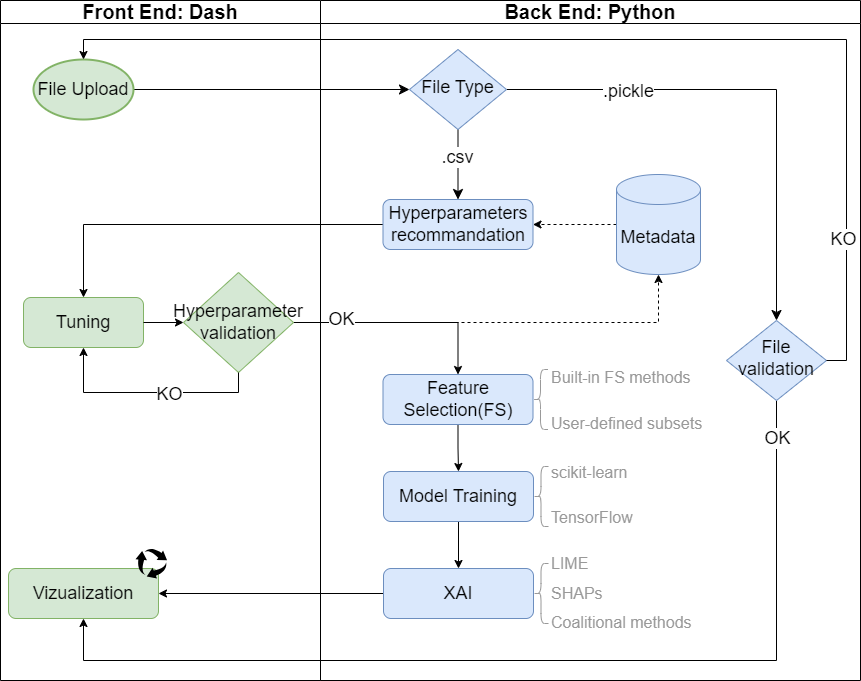 Front End: Dash
Back End: Python
File Upload
File Type
.pickle
.csv
Hyperparameters
recommandation
Metadata
KO
Tuning
Hyperparameter
validation
OK
KO
File
validation
Feature
Selection(FS)
Built-in FS methods
User-defined subsets
OK
Model Training
scikit-learn
TensorFlow
Vizualization
XAI
LIME
SHAPs
Coalitional methods